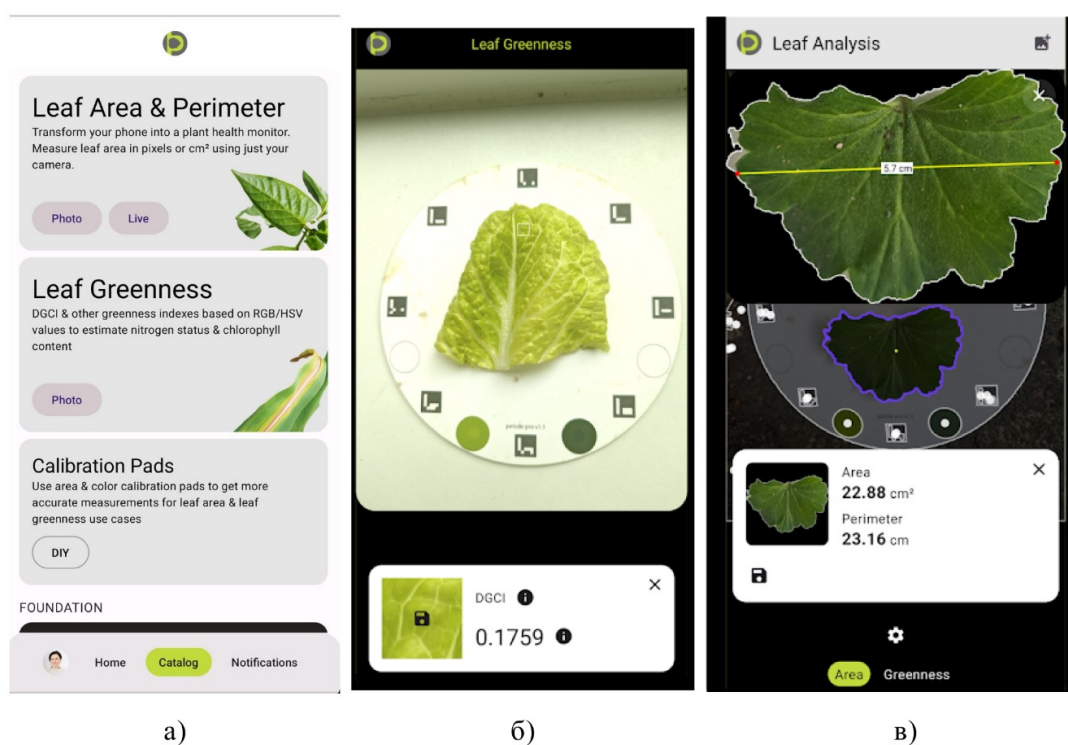 Leaf Area & Perimeter
Transform your phone into a plant health monitor.
Measure leaf area in pixels or cm² using just your
camera.
Photo
Live
Leaf Greenness
DGCI & other greenness indexes based on RGB/HSV
values to estimate nitrogen status & chlorophyll
content
Photo
Calibration Pads
Use area & color calibration pads to get more
accurate measurements for leaf area & leaf
greenness use cases
DIY
FOUNDATION
Home
Catalog
Notifications
а)
Leaf Greenness
DGCI
0.1759
б)
Leaf Analysis
5.7 cm
Area
22.88 cm²
Perimeter
23.16 cm
Area
Greenness
в)